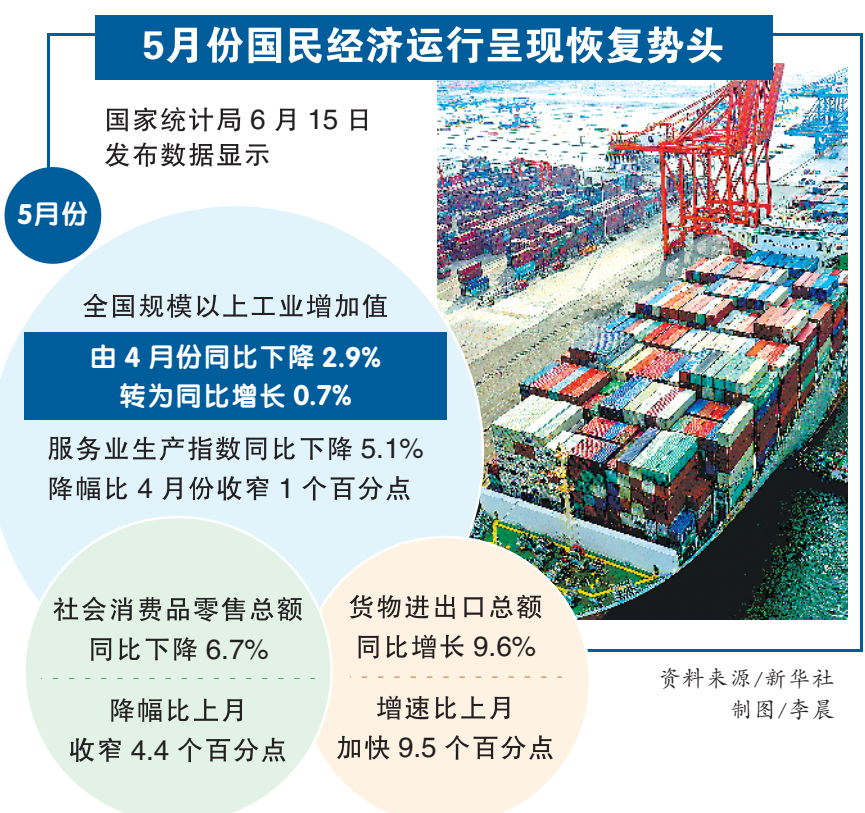 5月份国民经济运行呈现恢复势头
国家统计局 6 月 15 日
发布数据显示
5月份
全国规模以上工业增加值
由 4 月份同比下降 2.9%
转为同比增长 0.7%
服务业生产指数同比下降 5.1%
降幅比 4 月份收窄 1 个百分点
社会消费品零售总额
同比下降 6.7%
降幅比上月
收窄 4.4 个百分点
货物进出口总额
同比增长 9.6%
增速比上月
加快 9.5 个百分点
资料来源/新华社
制图/李晨